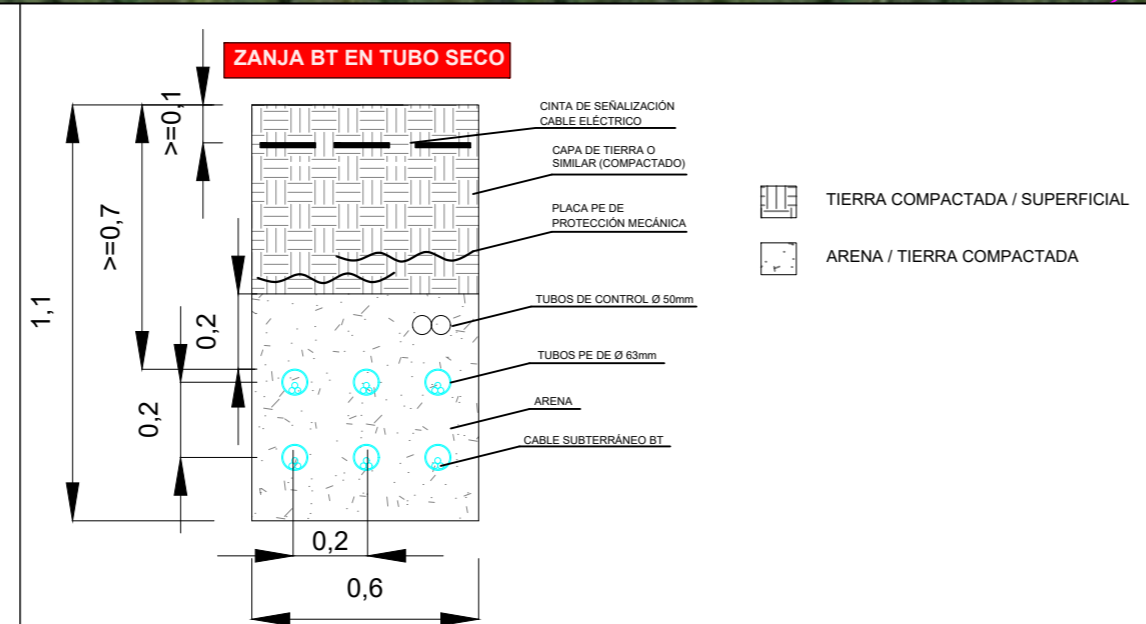 ZANJA BT EN TUBO SECO
>=0,1
>=0,7
1,1
0,2
0,2
0,2
0,6
CINTA DE SEÑALIZACIÓN
CABLE ELÉCTRICO
CAPA DE TIERRA O
SIMILAR (COMPACTADO)
PLACA PE DE
PROTECCIÓN MECÁNICA
TUBOS DE CONTROL Ø 50mm
TUBOS PE DE Ø 63mm
ARENA
CABLE SUBTERRÁNEO BT
TIERRA COMPACTADA / SUPERFICIAL
ARENA / TIERRA COMPACTADA